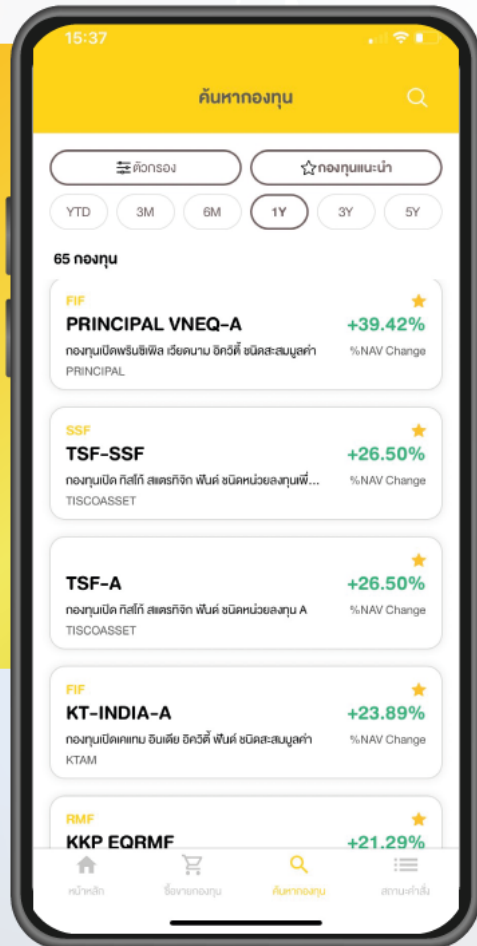 15:37
ค้นหากองทุน
ตัวกรอง
กองทุนแนะนำ
YTD 3M 6M 1Y 3Y 5Y
65 กองทุน
FIF
PRINCIPAL VNEQ-A +39.42%
กองทุนเปิดพรินซิเพิล เวียดนาม อิควิตี้ ชนิดสะสมมูลค่า %NAV Change
PRINCIPAL
SSF
TSF-SSF +26.50%
กองทุนเปิด ทิสโก้ สแตรทิจิก ฟันด์ ชนิดหน่วยลงทุนเพื่... %NAV Change
TISCOASSET
TSF-A +26.50%
กองทุนเปิด ทิสโก้ สแตรทิจิก ฟันด์ ชนิดหน่วยลงทุน A %NAV Change
TISCOASSET
FIF
KT-INDIA-A +23.89%
กองทุนเปิดเคแทม อินเดีย อิควิตี้ ฟันด์ ชนิดสะสมมูลค่า %NAV Change
KTAM
RMF
KKP EQRMF +21.29%
หน้าหลัก ซื้อขายกองทุน ค้นหากองทุน สถานะคำสั่ง